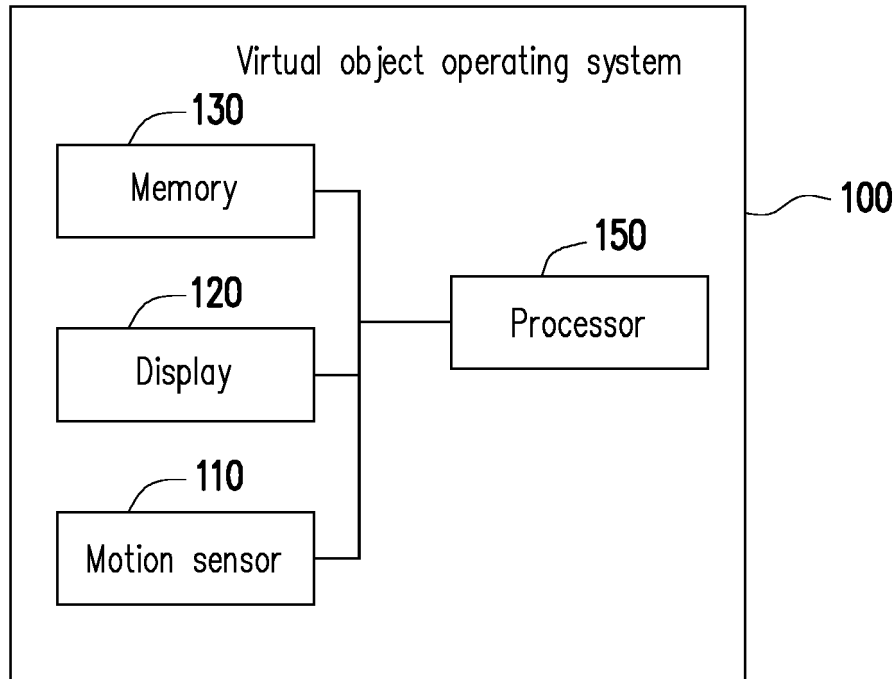 Virtual object operating system
130
Memory
100
150
Processor
120
Display
110
Motion sensor